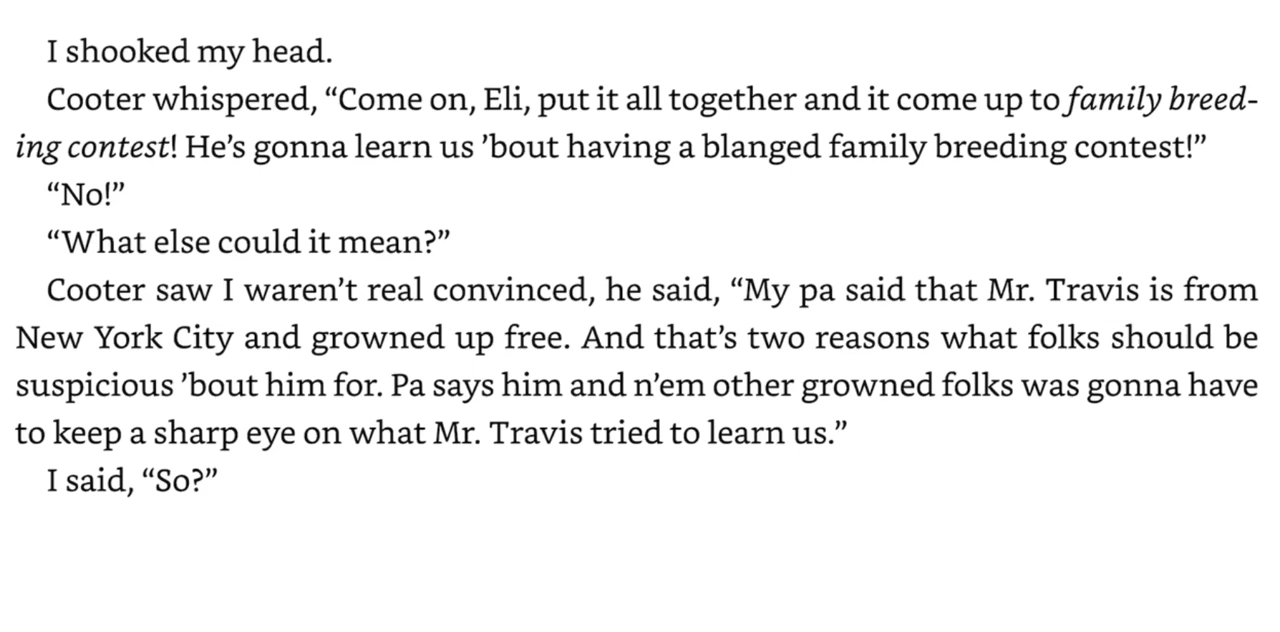 I shooked my head.
Cooter whispered, “Come on, Eli, put it all together and it come up to family breed-
ing contest! He’s gonna learn us ’bout having a blanged family breeding contest!”
“No!”
“What else could it mean?”
Cooter saw I waren’t real convinced, he said, “My pa said that Mr. Travis is from
New York City and growned up free. And that’s two reasons what folks should be
suspicious ’bout him for. Pa says him and n’em other growned folks was gonna have
to keep a sharp eye on what Mr. Travis tried to learn us.”
I said, “So?”